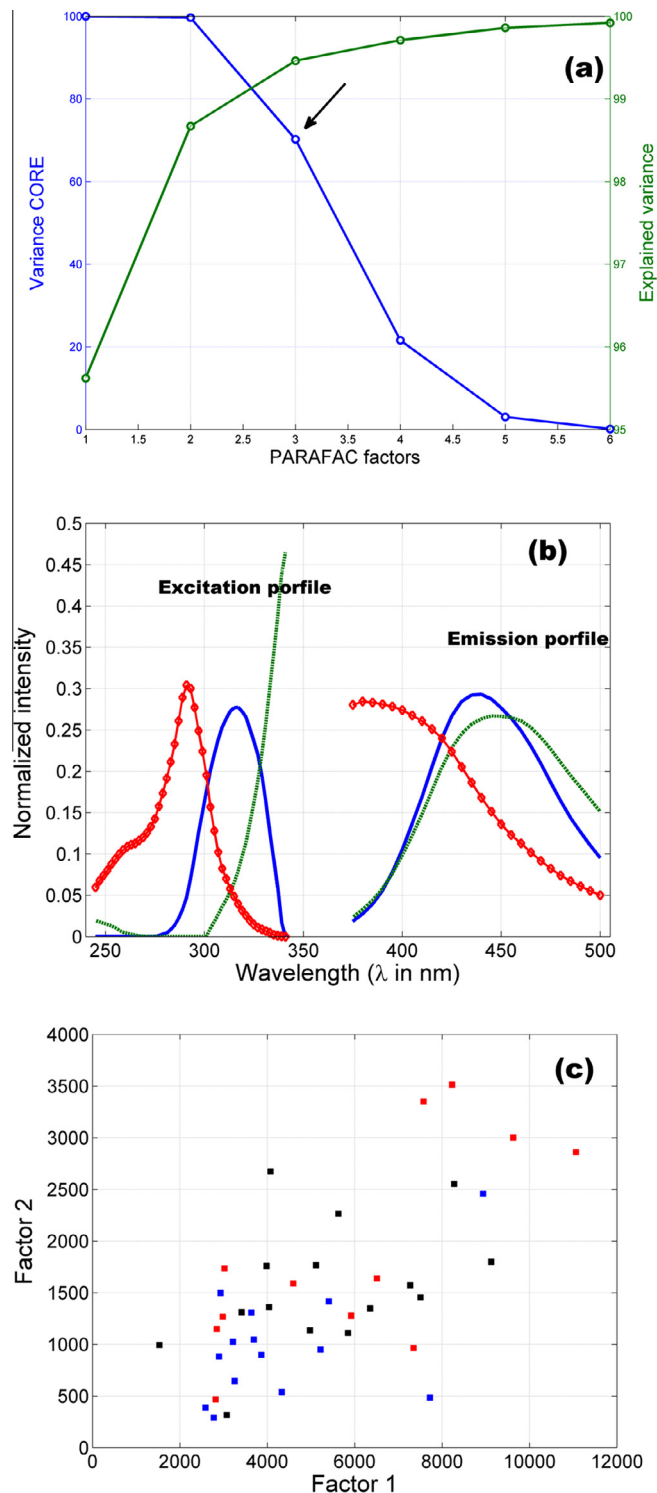 100
80
60
40
20
0
Variance CORE
(a)
100
99
98
97
96
95
Explained variance
1 1.5 2 2.5 3 3.5 4 4.5 5 5.5 6
PARAFAC factors
0.5
0.45
0.4
0.35
0.3
0.25
0.2
0.15
0.1
0.05
0
Normalized intensity
(b)
Excitation porfile
Emission porfile
250 300 350 400 450 500
Wavelength (λ in nm)
4000
3500
3000
2500
2000
1500
1000
500
0
Factor 2
(c)
0 2000 4000 6000 8000 10000 12000
Factor 1